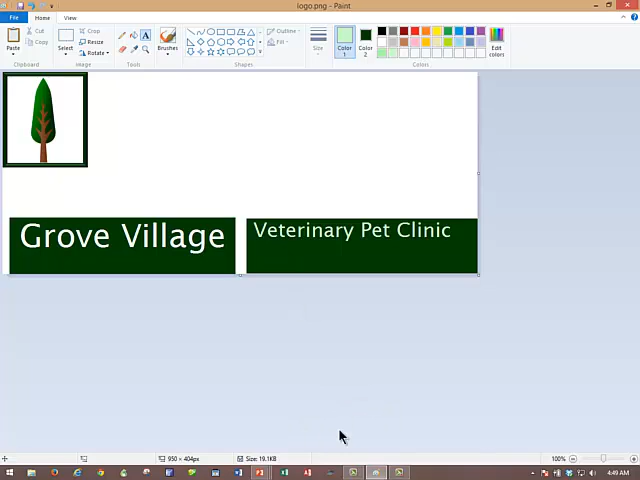 logo.png - Paint
File
Home
View
Paste
Cut
Copy
Clipboard
Select
Crop
Resize
Rotate
Image
Tools
Brushes
Outline
Fill
Shapes
Size
Color 1
Color 2
Edit colors
Colors
Grove Village
Veterinary Pet Clinic
950 × 404px
Size: 19.1KB
100%
4:49 AM